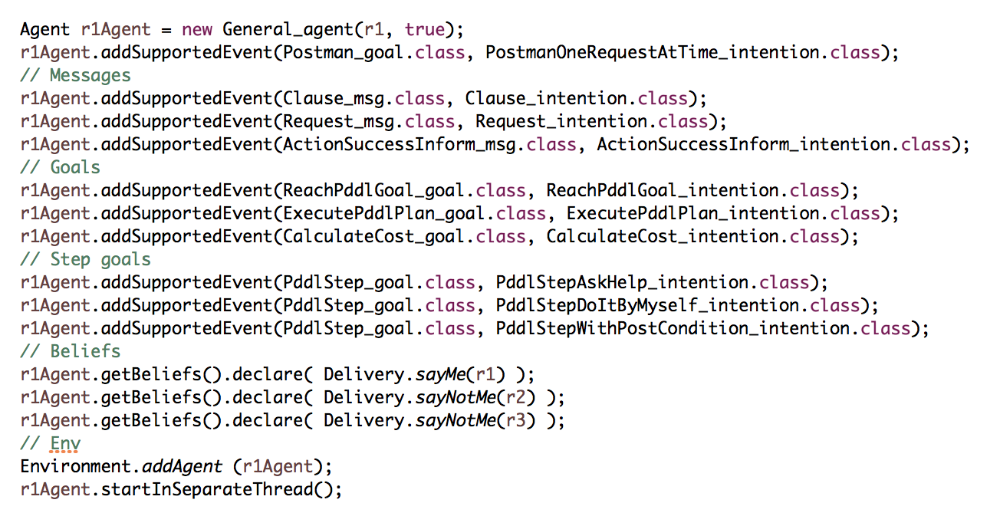 Agent r1Agent = new General_agent(r1, true);
r1Agent.addSupportedEvent(Postman_goal.class, PostmanOneRequestAtTime_intention.class);
// Messages
r1Agent.addSupportedEvent(Clause_msg.class, Clause_intention.class);
r1Agent.addSupportedEvent(Request_msg.class, Request_intention.class);
r1Agent.addSupportedEvent(ActionSuccessInform_msg.class, ActionSuccessInform_intention.class);
// Goals
r1Agent.addSupportedEvent(ReachPddlGoal_goal.class, ReachPddlGoal_intention.class);
r1Agent.addSupportedEvent(ExecutePddlPlan_goal.class, ExecutePddlPlan_intention.class);
r1Agent.addSupportedEvent(CalculateCost_goal.class, CalculateCost_intention.class);
// Step goals
r1Agent.addSupportedEvent(PddlStep_goal.class, PddlStepAskHelp_intention.class);
r1Agent.addSupportedEvent(PddlStep_goal.class, PddlStepDoItByMyself_intention.class);
r1Agent.addSupportedEvent(PddlStep_goal.class, PddlStepWithPostCondition_intention.class);
// Beliefs
r1Agent.getBeliefs().declare( Delivery.sayMe(r1) );
r1Agent.getBeliefs().declare( Delivery.sayNotMe(r2) );
r1Agent.getBeliefs().declare( Delivery.sayNotMe(r3) );
// Env
Environment.addAgent (r1Agent);
r1Agent.startInSeparateThread();